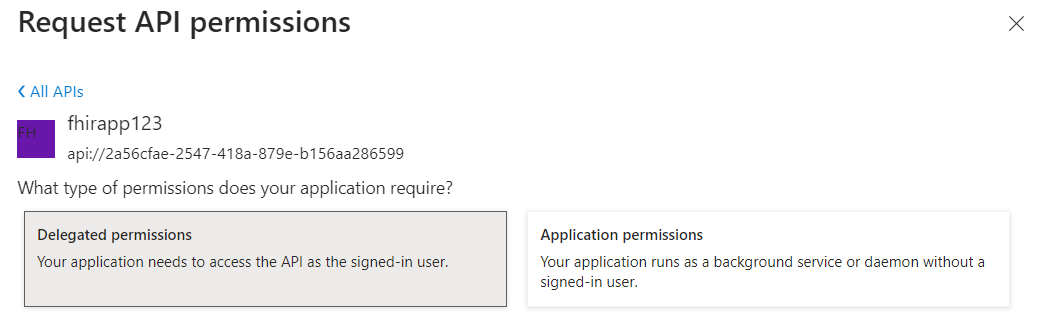 Request API permissions
All APIs
FH
fhirapp123
api://2a56cfae-2547-418a-879e-b156aa286599
What type of permissions does your application require?
Delegated permissions
Your application needs to access the API as the signed-in user.
Application permissions
Your application runs as a background service or daemon without a
signed-in user.